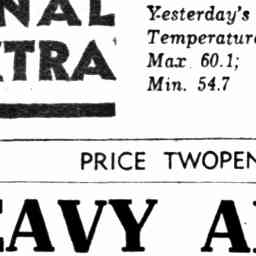 NAL
TRA
Yesterday's
Temperature
Max 60.1;
Min. 54.7
PRICE TWOPEN
EAVY A